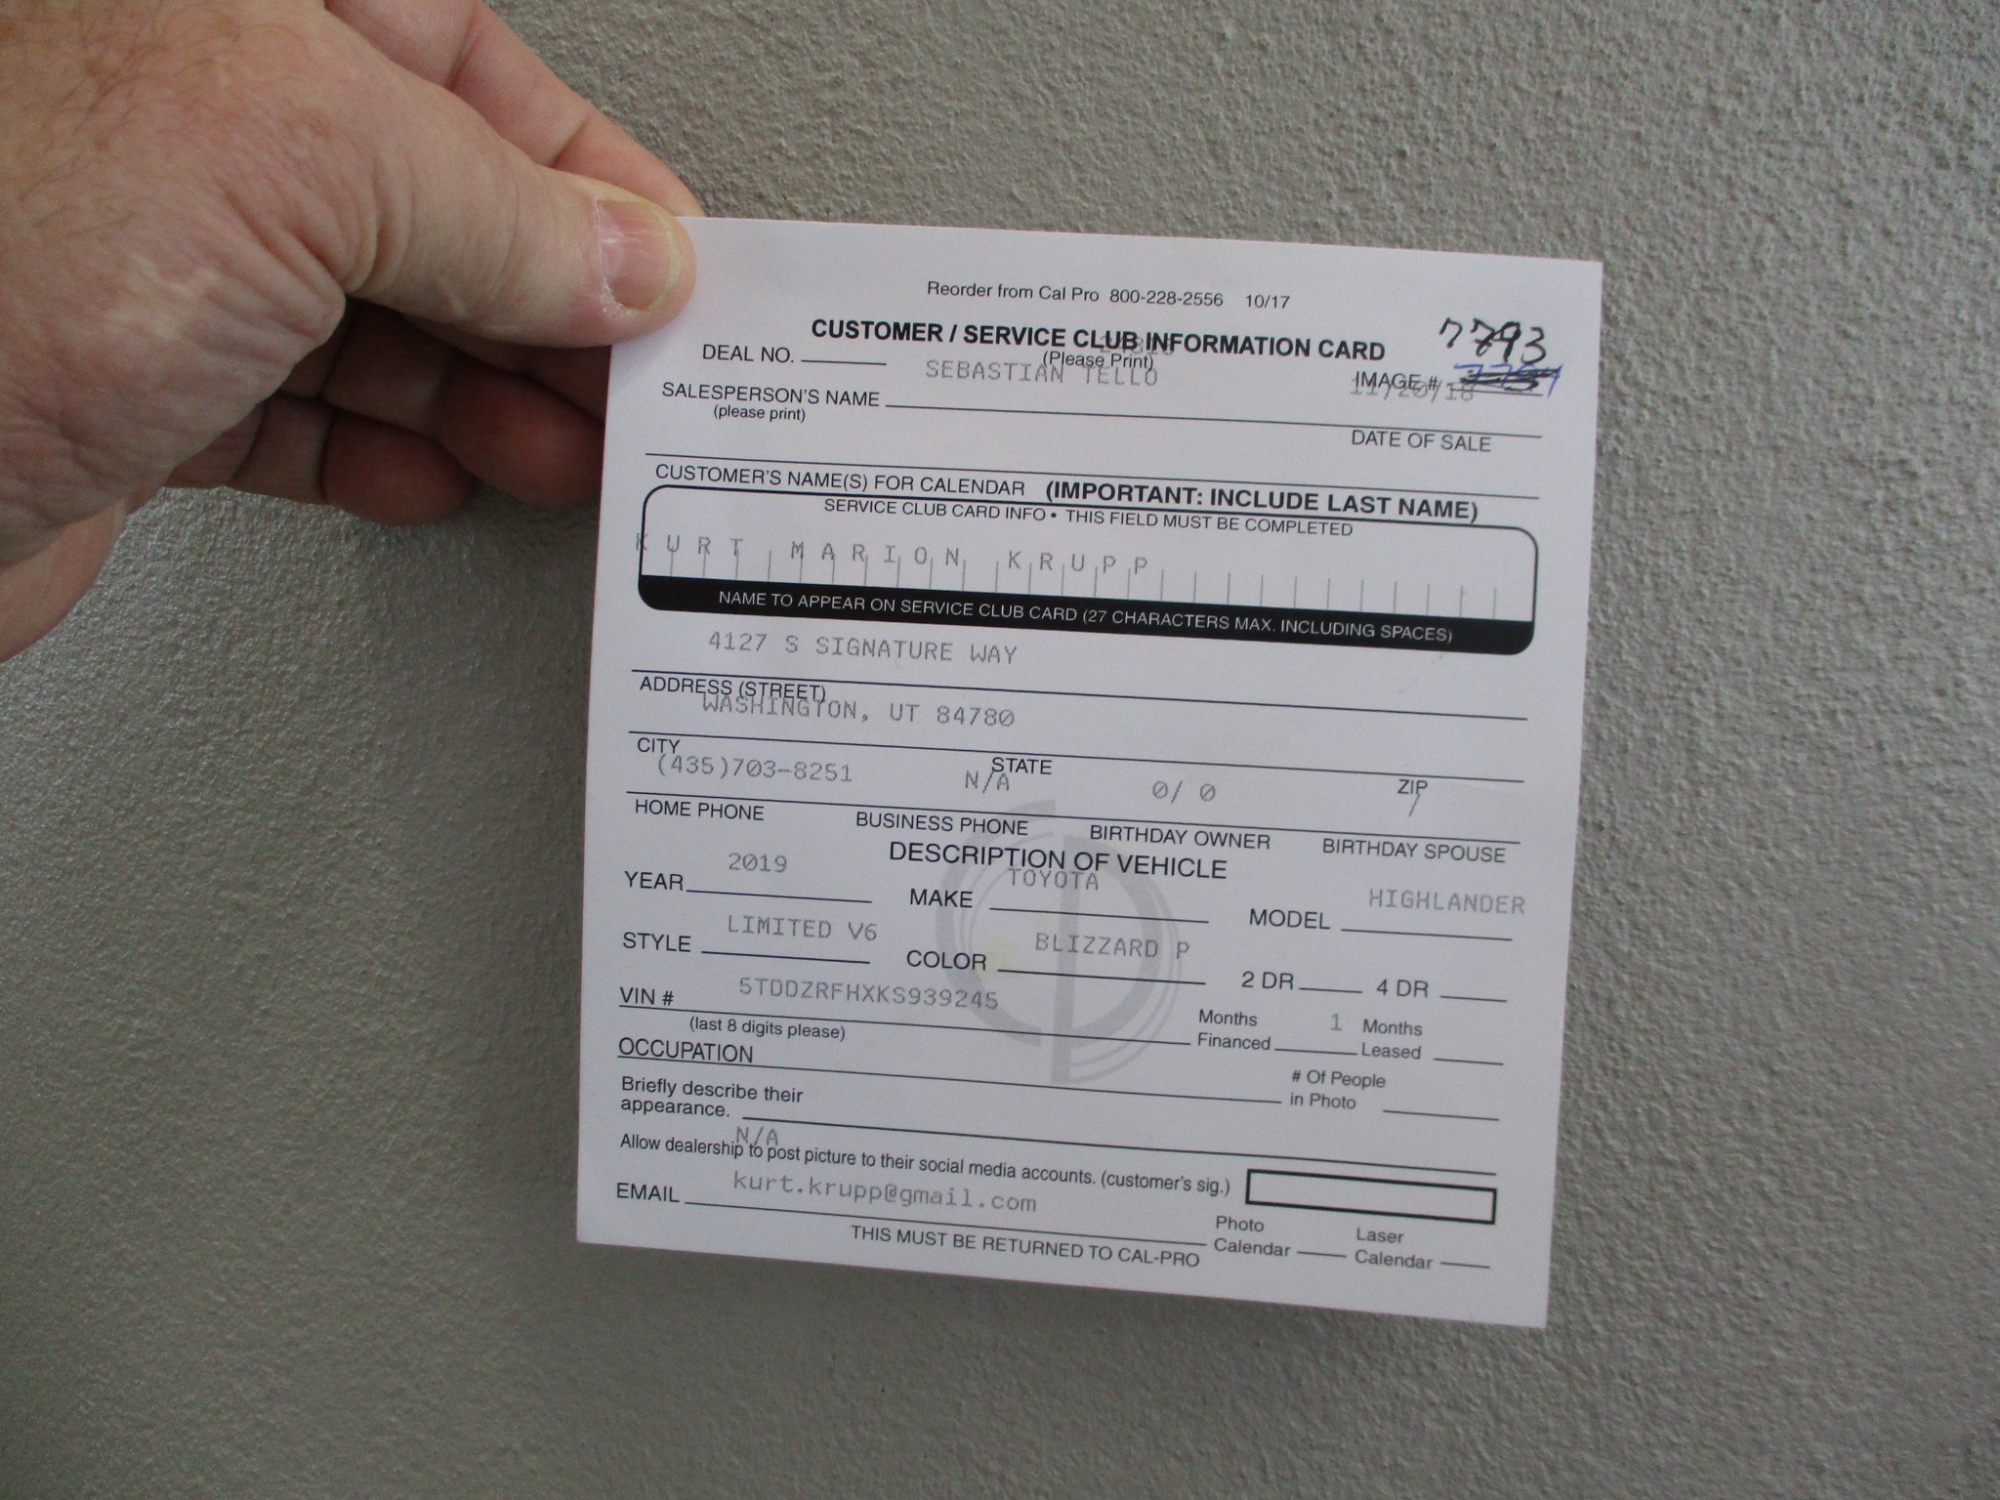 Reorder from Cal Pro 800-228-2556 10/17
CUSTOMER / SERVICE CLUB INFORMATION CARD 7793
DEAL NO. (Please Print)
SEBASTIAN TELLO IMAGE # 11/20/18
SALESPERSON'S NAME
(please print) DATE OF SALE
CUSTOMER'S NAME(S) FOR CALENDAR (IMPORTANT: INCLUDE LAST NAME)
SERVICE CLUB CARD INFO • THIS FIELD MUST BE COMPLETED
KURT MARION KRUPP
NAME TO APPEAR ON SERVICE CLUB CARD (27 CHARACTERS MAX. INCLUDING SPACES)
4127 S SIGNATURE WAY
ADDRESS (STREET)
WASHINGTON, UT 84780
CITY STATE ZIP
(435)703-8251 N/A 0/ 0 /
HOME PHONE BUSINESS PHONE BIRTHDAY OWNER BIRTHDAY SPOUSE
DESCRIPTION OF VEHICLE
YEAR 2019 MAKE TOYOTA MODEL HIGHLANDER
STYLE LIMITED V6 COLOR BLIZZARD P 2 DR 4 DR
VIN # 5TDDZRFHXKS939245
(last 8 digits please) Months Financed 1 Months Leased
OCCUPATION
# Of People in Photo
Briefly describe their
appearance.
N/A
Allow dealership to post picture to their social media accounts. (customer's sig.)
EMAIL kurt.krupp@gmail.com
Photo Calendar Laser Calendar
THIS MUST BE RETURNED TO CAL-PRO